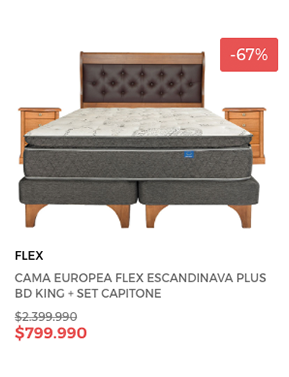 -67%
FLEX
CAMA EUROPEA FLEX ESCANDINAVA PLUS
BD KING + SET CAPITONE
$2.399.990
$799.990